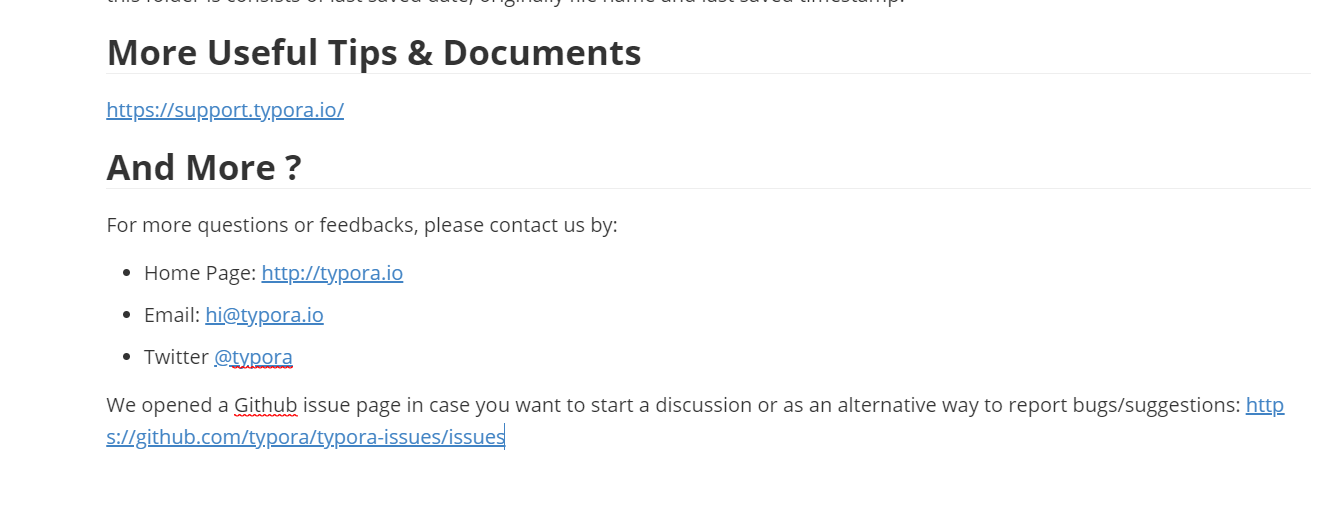 this folder is consists of last saved date, originally file name and last saved timestamp.
More Useful Tips & Documents
https://support.typora.io/
And More ?
For more questions or feedbacks, please contact us by:
• Home Page: http://typora.io
• Email: hi@typora.io
• Twitter @typora
We opened a Github issue page in case you want to start a discussion or as an alternative way to report bugs/suggestions: http
s://github.com/typora/typora-issues/issues